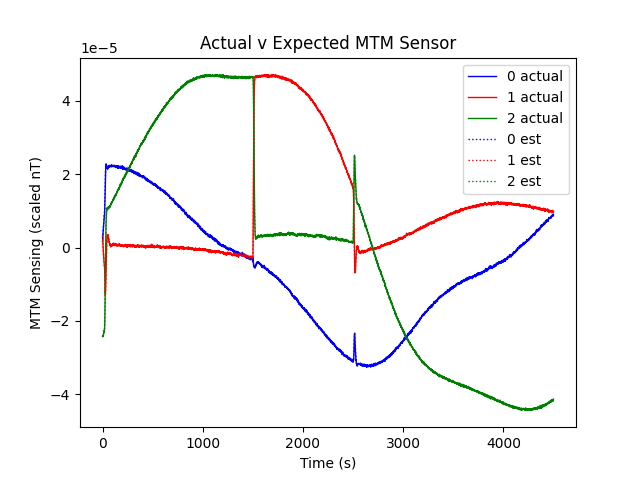 Actual v Expected MTM Sensor
1e−5
4
2
0
−2
−4
MTM Sensing (scaled nT)
0 actual
1 actual
2 actual
0 est
1 est
2 est
0
1000
2000
3000
4000
Time (s)